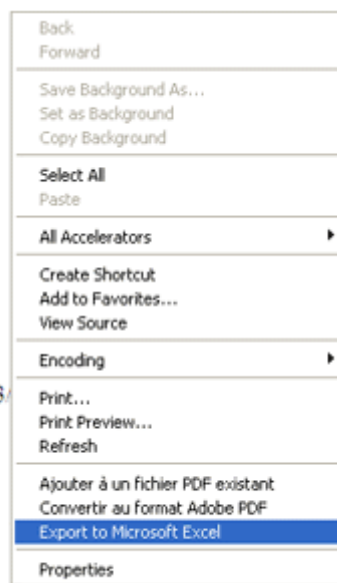 Back
Forward
Save Background As...
Set as Background
Copy Background
Select All
Paste
All Accelerators
Create Shortcut
Add to Favorites...
View Source
Encoding
Print...
Print Preview...
Refresh
Ajouter à un fichier PDF existant
Convertir au format Adobe PDF
Export to Microsoft Excel
Properties